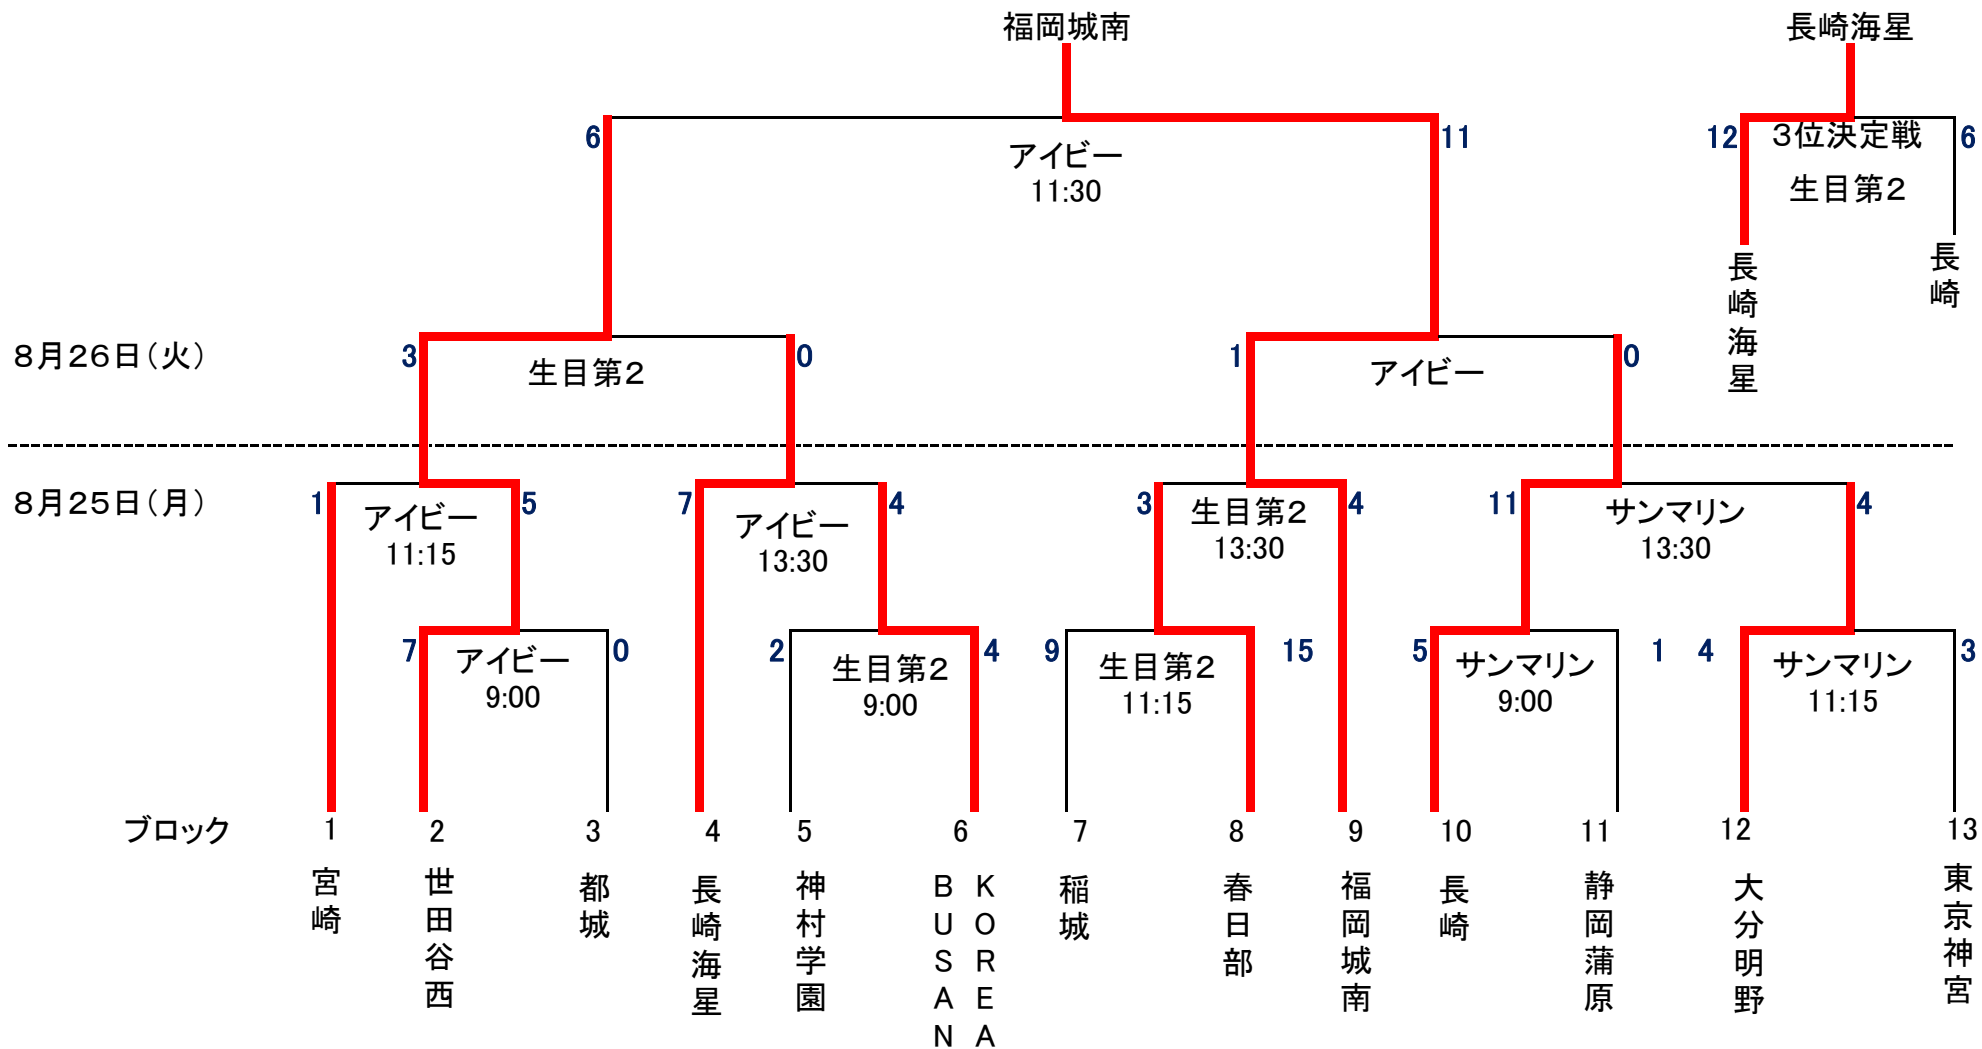 福岡城南
長崎海星
6
11
12
3位決定戦
6
アイビー
11:30
生目第2
長崎海星
長崎
8月26日(火)
3
生目第2
0
1
アイビー
0
8月25日(月)
1
アイビー
11:15
5
7
アイビー
13:30
4
3
生目第2
13:30
4
11
サンマリン
13:30
4
7
アイビー
9:00
0
2
生目第2
9:00
4
9
生目第2
11:15
15
5
サンマリン
9:00
1
4
サンマリン
11:15
3
ブロック
1
2
3
4
5
6
7
8
9
10
11
12
13
宮崎
世田谷西
都城
長崎海星
神村学園
KOREA
BUSAN
稲城
春日部
福岡城南
長崎
静岡蒲原
大分明野
東京神宮